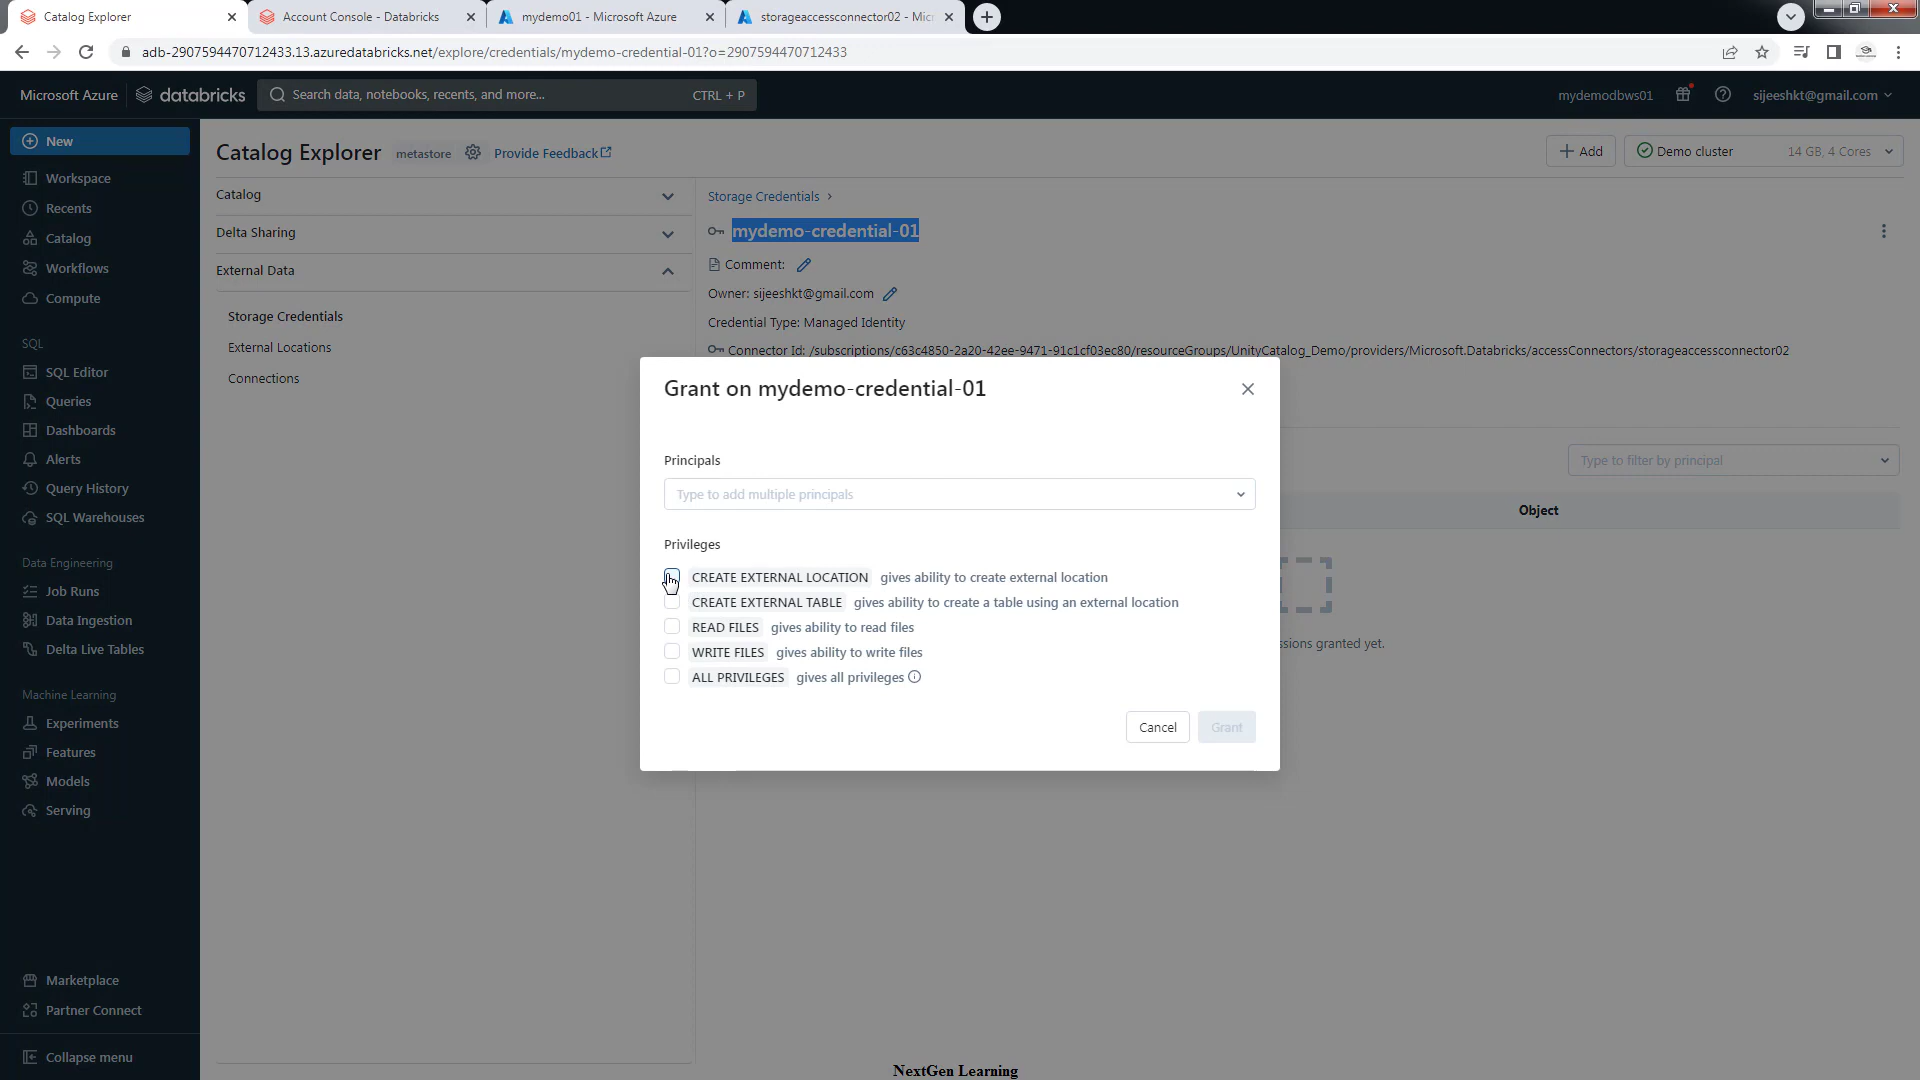 Catalog Explorer
Account Console - Databricks
mydemo01 - Microsoft Azure
storageaccessconnector02 - Mic
adb-2907594470712433.13.azuredatabricks.net/explore/credentials/mydemo-credential-01?o=2907594470712433
Microsoft Azure
databricks
Search data, notebooks, recents, and more...
CTRL + P
mydemodbws01
sijeeshkt@gmail.com
New
Workspace
Recents
Catalog
Workflows
Compute
SQL
SQL Editor
Queries
Dashboards
Alerts
Query History
SQL Warehouses
Data Engineering
Job Runs
Data Ingestion
Delta Live Tables
Machine Learning
Experiments
Features
Models
Serving
Marketplace
Partner Connect
Collapse menu
Catalog Explorer
metastore
Provide Feedback
Add
Demo cluster
14 GB, 4 Cores
Catalog
Delta Sharing
External Data
Storage Credentials
External Locations
Connections
Storage Credentials ›
mydemo-credential-01
Comment:
Owner: sijeeshkt@gmail.com
Credential Type: Managed Identity
Connector Id: /subscriptions/c63c4850-2a20-42ee-9471-91c1cf03ec80/resourceGroups/UnityCatalog_Demo/providers/Microsoft.Databricks/accessConnectors/storageaccessconnector02
Type to filter by principal
Object
ssions granted yet.
Grant on mydemo-credential-01
Principals
Type to add multiple principals
Privileges
CREATE EXTERNAL LOCATION gives ability to create external location
CREATE EXTERNAL TABLE gives ability to create a table using an external location
READ FILES gives ability to read files
WRITE FILES gives ability to write files
ALL PRIVILEGES gives all privileges
Cancel
Grant
NextGen Learning